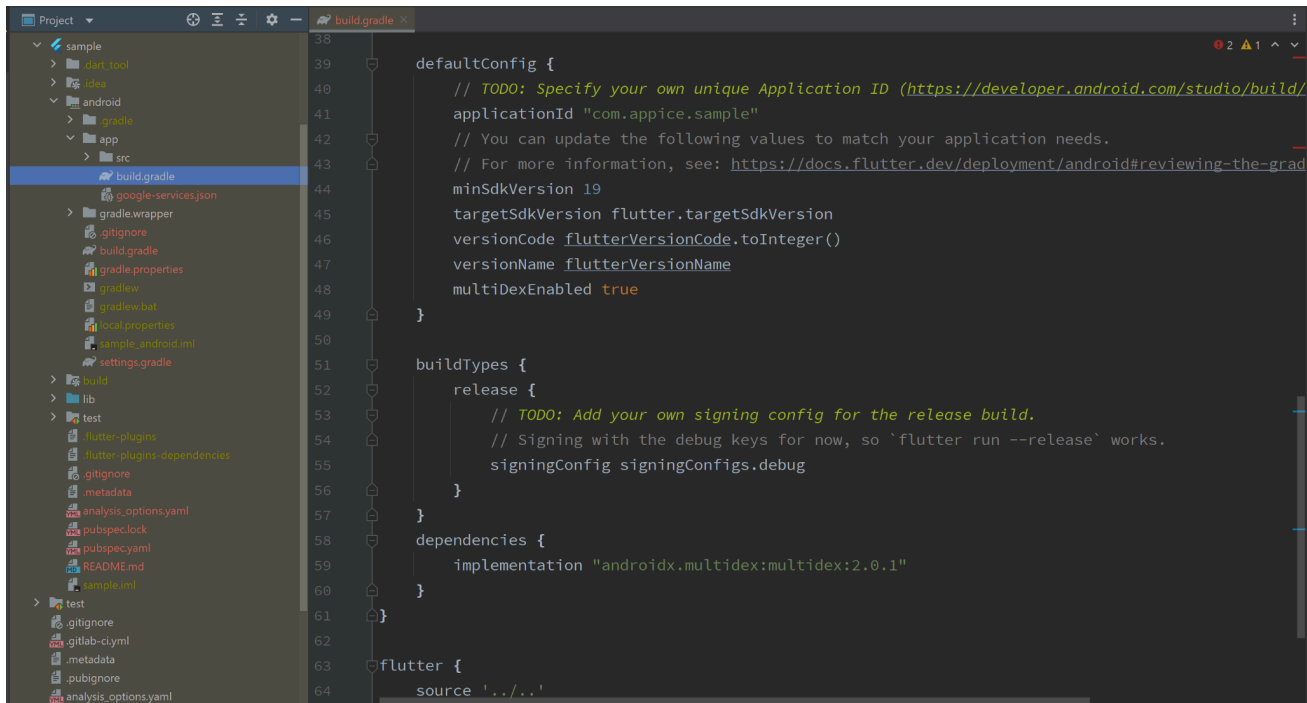 Project
sample
.dart_tool
.idea
android
.gradle
app
src
build.gradle
google-services.json
gradle.wrapper
.gitignore
build.gradle
gradle.properties
gradlew
gradlew.bat
local.properties
sample_android.iml
settings.gradle
build
lib
test
.flutter-plugins
.flutter-plugins-dependencies
.gitignore
.metadata
analysis_options.yaml
pubspec.lock
pubspec.yaml
README.md
sample.iml
test
.gitignore
.gitlab-ci.yml
.metadata
.pubignore
analysis_options.yaml
build.gradle
2 1
38
39 defaultConfig {
40 // TODO: Specify your own unique Application ID (https://developer.android.com/studio/build/
41 applicationId "com.appice.sample"
42 // You can update the following values to match your application needs.
43 // For more information, see: https://docs.flutter.dev/deployment/android#reviewing-the-grad
44 minSdkVersion 19
45 targetSdkVersion flutter.targetSdkVersion
46 versionCode flutterVersionCode.toInteger()
47 versionName flutterVersionName
48 multiDexEnabled true
49 }
50
51 buildTypes {
52 release {
53 // TODO: Add your own signing config for the release build.
54 // Signing with the debug keys for now, so `flutter run --release` works.
55 signingConfig signingConfigs.debug
56 }
57 }
58 dependencies {
59 implementation "androidx.multidex:multidex:2.0.1"
60 }
61 }
62
63 flutter {
64 source '../..'